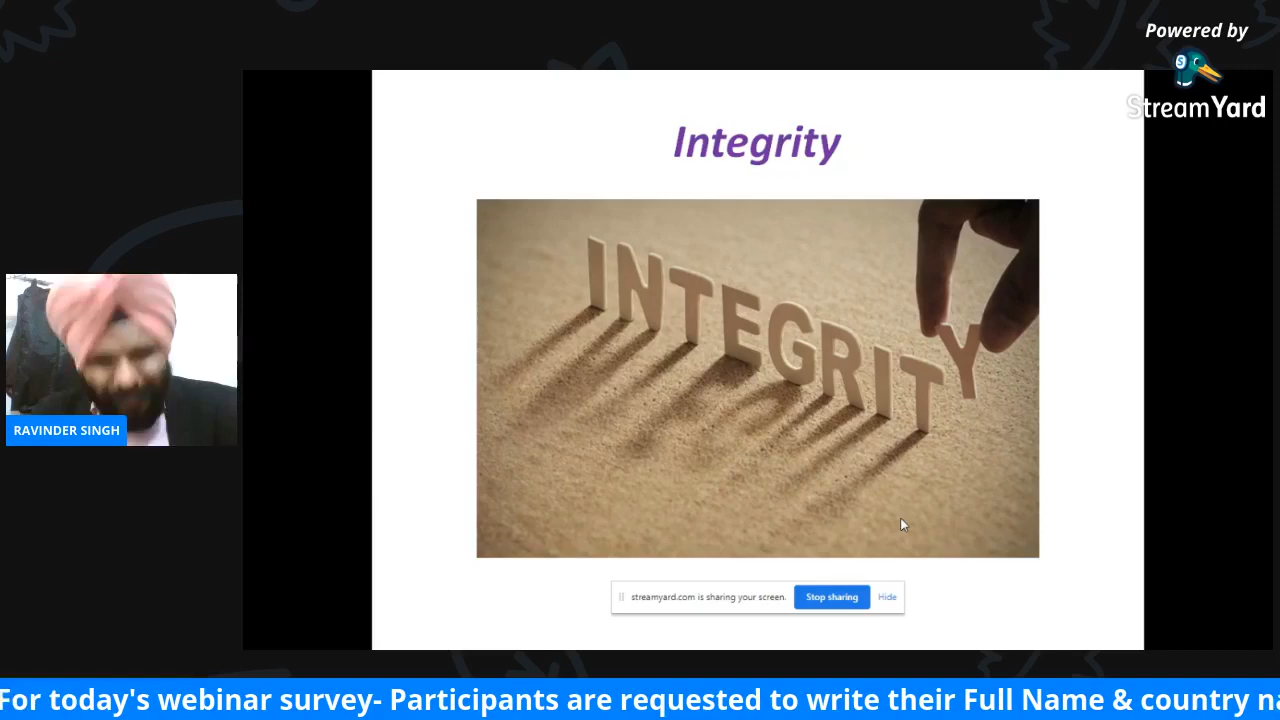 Powered by
StreamYard
Integrity
INTEGRITY
RAVINDER SINGH
streamyard.com is sharing your screen.
Stop sharing
Hide
For today's webinar survey- Participants are requested to write their Full Name & country